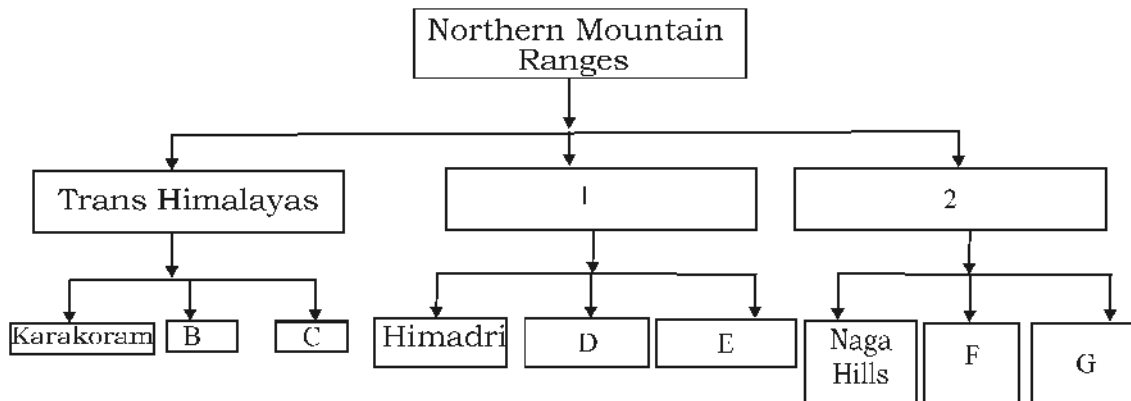 Northern Mountain
Ranges
Trans Himalayas
1
2
Karakoram
B
C
Himadri
D
E
Naga
Hills
F
G